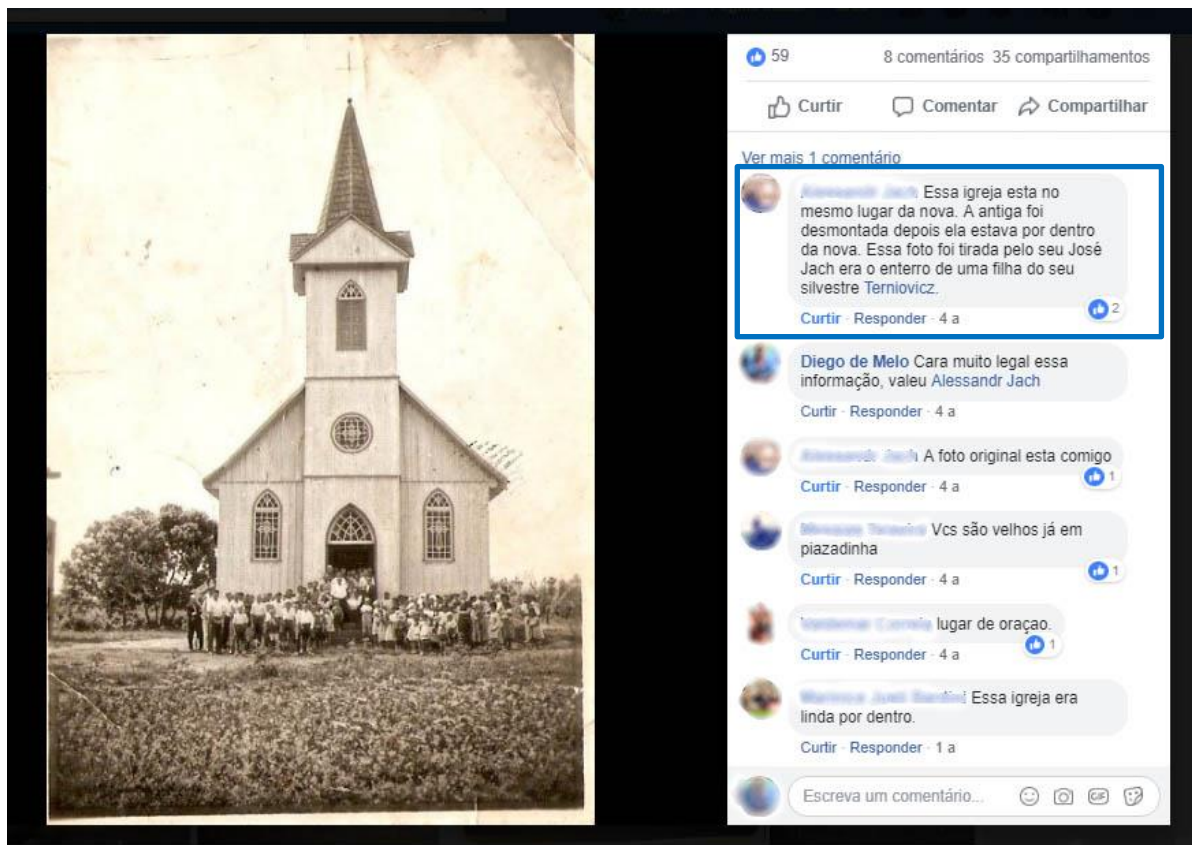 59 8 comentários 35 compartilhamentos
Curtir Comentar Compartilhar
Ver mais 1 comentário
Essa igreja esta no
mesmo lugar da nova. A antiga foi
desmontada depois ela estava por dentro
da nova. Essa foto foi tirada pelo seu José
Jach era o enterro de uma filha do seu
silvestre Terniovicz.
2
Curtir · Responder · 4 a
Diego de Melo Cara muito legal essa
informação, valeu Alessandr Jach
Curtir · Responder · 4 a
A foto original esta comigo
1
Curtir · Responder · 4 a
Vcs são velhos já em
piazadinha
1
Curtir · Responder · 4 a
lugar de oraçao.
1
Curtir · Responder · 4 a
Essa igreja era
linda por dentro.
Curtir · Responder · 1 a
Escreva um comentário...
GIF